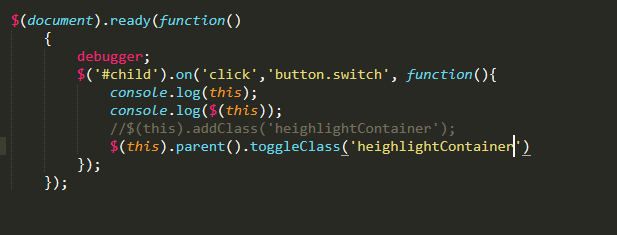 $(document).ready(function()
{
debugger;
$('#child').on('click','button.switch', function(){
console.log(this);
console.log($(this));
//$(this).addClass('heighlightContainer');
$(this).parent().toggleClass('heighlightContainer')
});
});